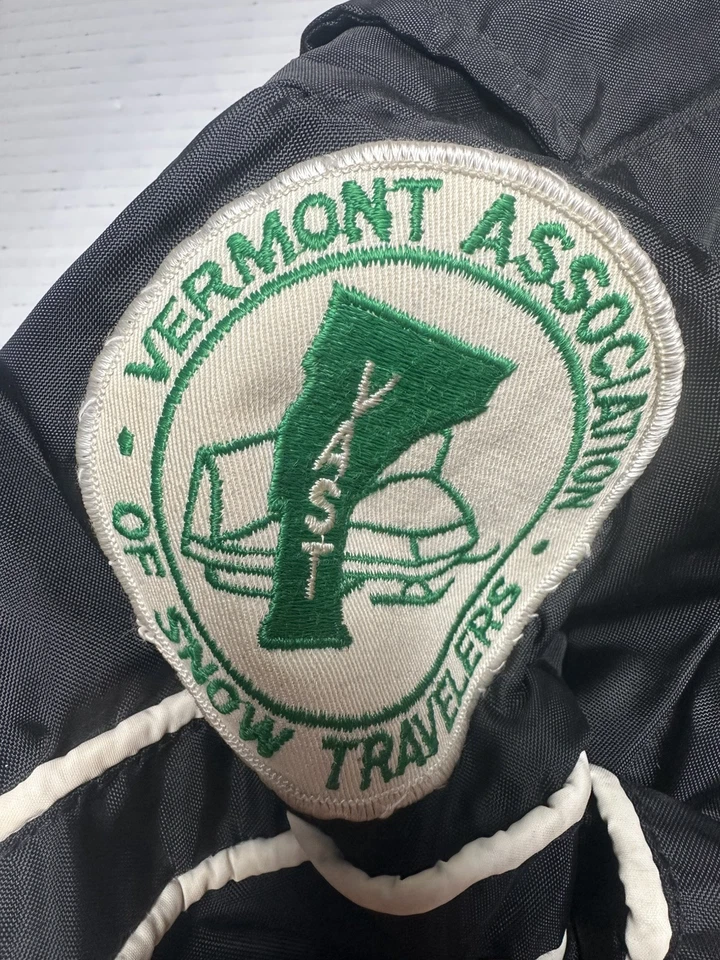 VERMONT ASSOCIATION
• OF SNOW TRAVELERS •
VAST